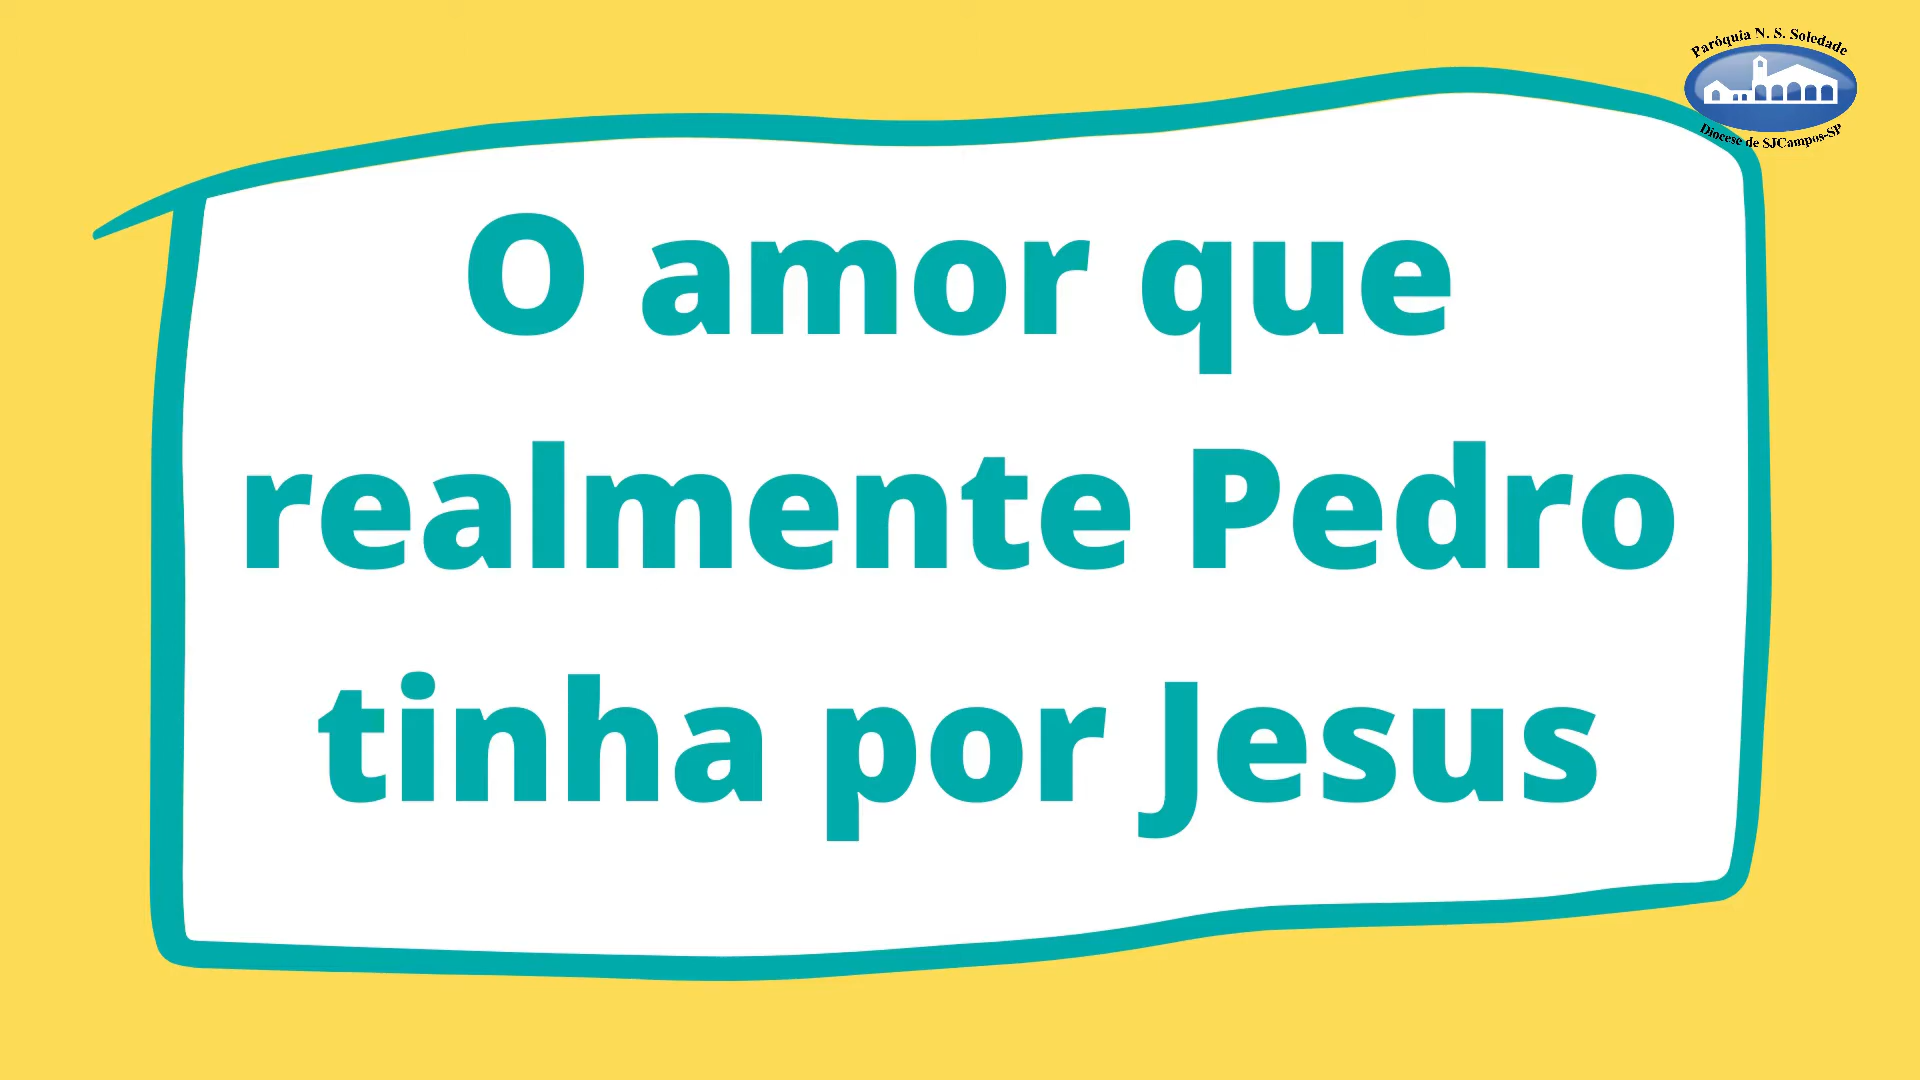 Paróquia N. S. Soledade
Diocese de SJCampos-SP
O amor que
realmente Pedro
tinha por Jesus